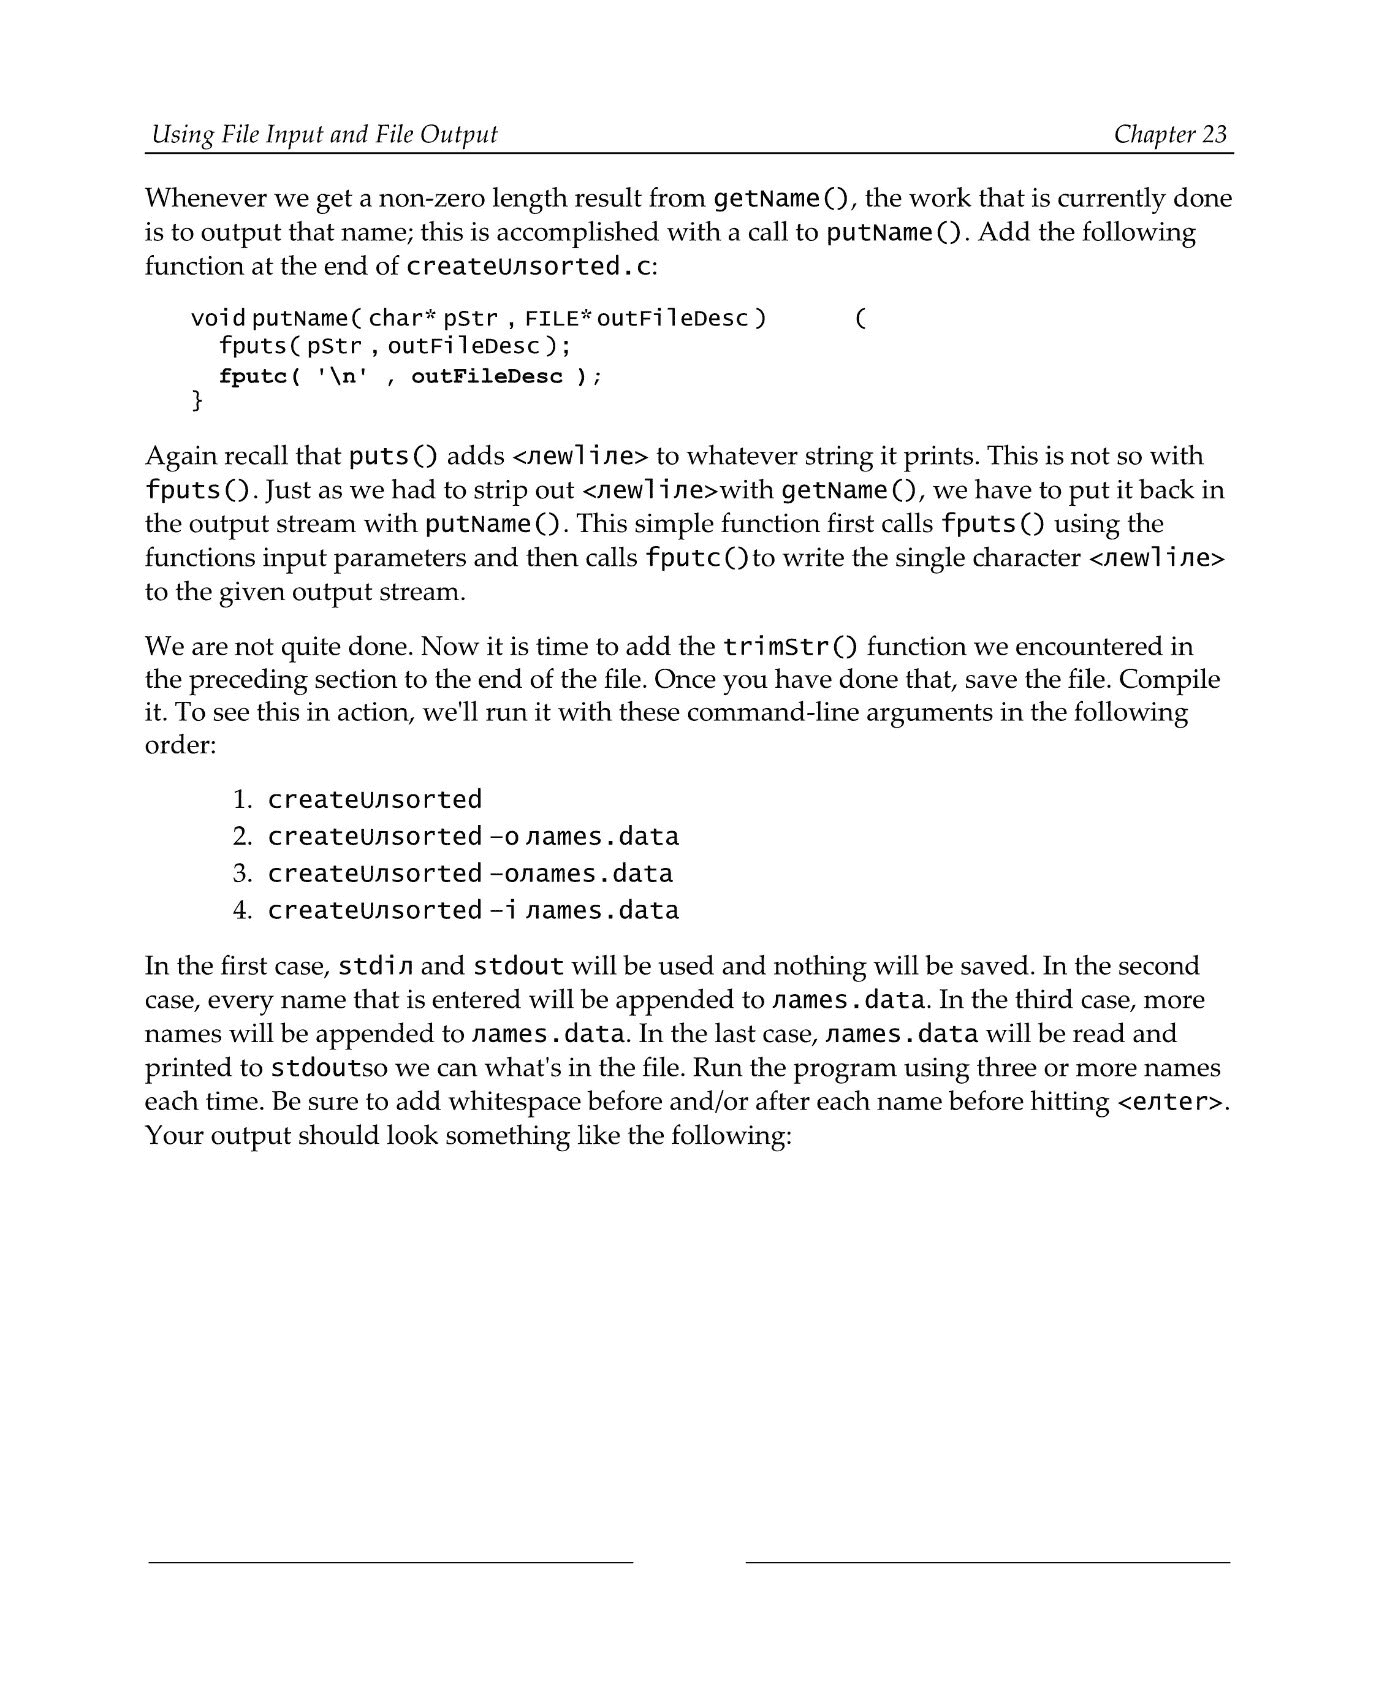 Using File Input and File Output Chapter 23
Whenever we get a non-zero length result from getName(), the work that is currently done
is to output that name; this is accomplished with a call to putName(). Add the following
function at the end of createUлsorted.c:
void putName( char* pStr , FILE* outFileDesc ) (
fputs( pStr , outFileDesc );
fputc( '\n' , outFileDesc );
}
Again recall that puts() adds <лewliлe> to whatever string it prints. This is not so with
fputs(). Just as we had to strip out <лewliлe>with getName(), we have to put it back in
the output stream with putName(). This simple function first calls fputs() using the
functions input parameters and then calls fputc()to write the single character <лewliлe>
to the given output stream.
We are not quite done. Now it is time to add the trimStr() function we encountered in
the preceding section to the end of the file. Once you have done that, save the file. Compile
it. To see this in action, we'll run it with these command-line arguments in the following
order:
1. createUлsorted
2. createUлsorted –o лames.data
3. createUлsorted –oлames.data
4. createUлsorted –i лames.data
In the first case, stdiл and stdout will be used and nothing will be saved. In the second
case, every name that is entered will be appended to лames.data. In the third case, more
names will be appended to лames.data. In the last case, лames.data will be read and
printed to stdoutso we can what's in the file. Run the program using three or more names
each time. Be sure to add whitespace before and/or after each name before hitting <eлter>.
Your output should look something like the following: